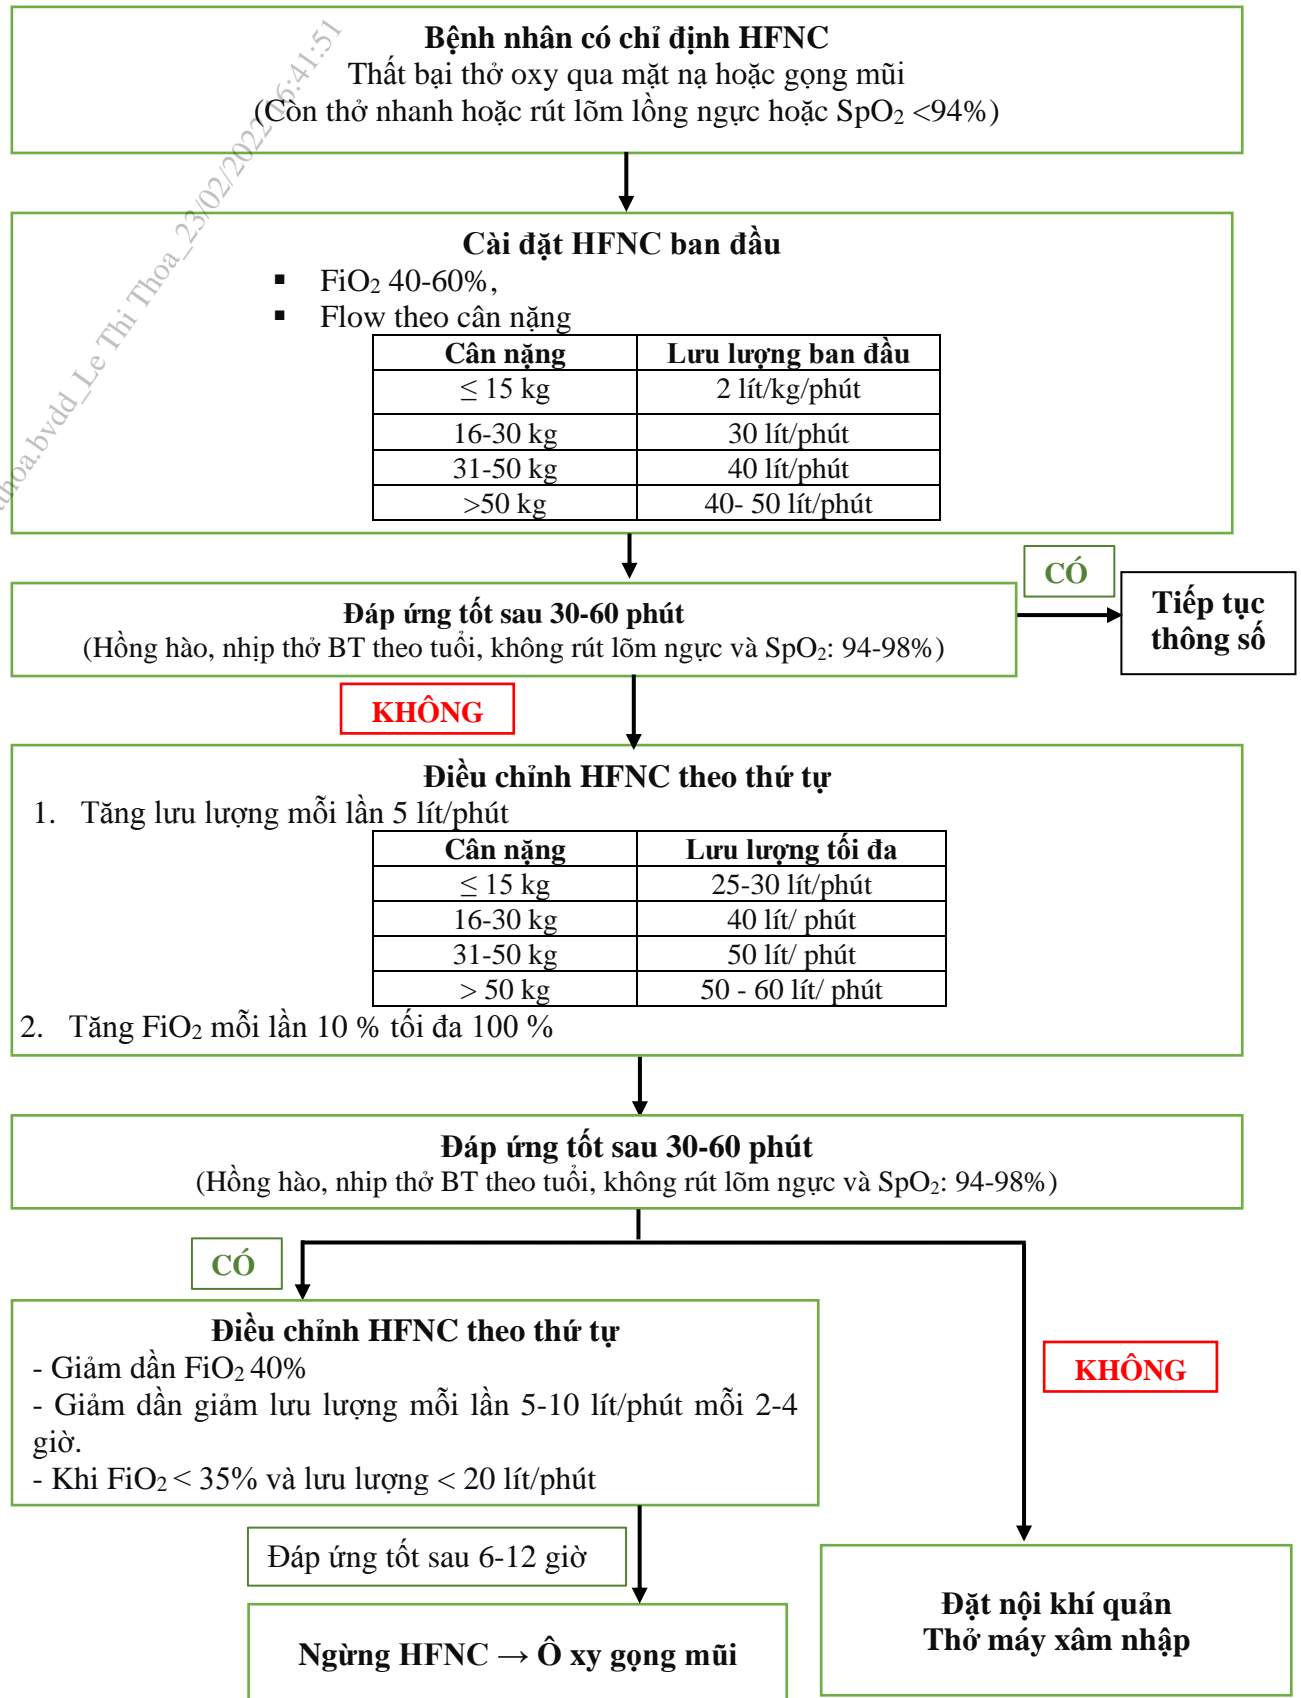 Bệnh nhân có chỉ định HFNC
Thất bại thở oxy qua mặt nạ hoặc gọng mũi
(Còn thở nhanh hoặc rút lõm lồng ngực hoặc SpO₂ <94%)
Cài đặt HFNC ban đầu
▪ FiO₂ 40-60%,
▪ Flow theo cân nặng
Cân nặng Lưu lượng ban đầu
≤ 15 kg 2 lít/kg/phút
16-30 kg 30 lít/phút
31-50 kg 40 lít/phút
>50 kg 40- 50 lít/phút
CÓ
Đáp ứng tốt sau 30-60 phút
(Hồng hào, nhịp thở BT theo tuổi, không rút lõm ngực và SpO₂: 94-98%)
Tiếp tục
thông số
KHÔNG
Điều chỉnh HFNC theo thứ tự
1. Tăng lưu lượng mỗi lần 5 lít/phút
Cân nặng Lưu lượng tối đa
≤ 15 kg 25-30 lít/phút
16-30 kg 40 lít/ phút
31-50 kg 50 lít/ phút
> 50 kg 50 - 60 lít/ phút
2. Tăng FiO₂ mỗi lần 10 % tối đa 100 %
Đáp ứng tốt sau 30-60 phút
(Hồng hào, nhip thở BT theo tuổi, không rút lõm ngực và SpO₂: 94-98%)
CÓ
Điều chỉnh HFNC theo thứ tự
- Giảm dần FiO₂ 40%
- Giảm dần giảm lưu lượng mỗi lần 5-10 lít/phút mỗi 2-4
giờ.
- Khi FiO₂ < 35% và lưu lượng < 20 lít/phút
KHÔNG
Đáp ứng tốt sau 6-12 giờ
Ngừng HFNC → Ô xy gọng mũi
Đặt nội khí quản
Thở máy xâm nhập
thoa.bvdd_Le Thi Thoa_23/02/2022 16:41:51